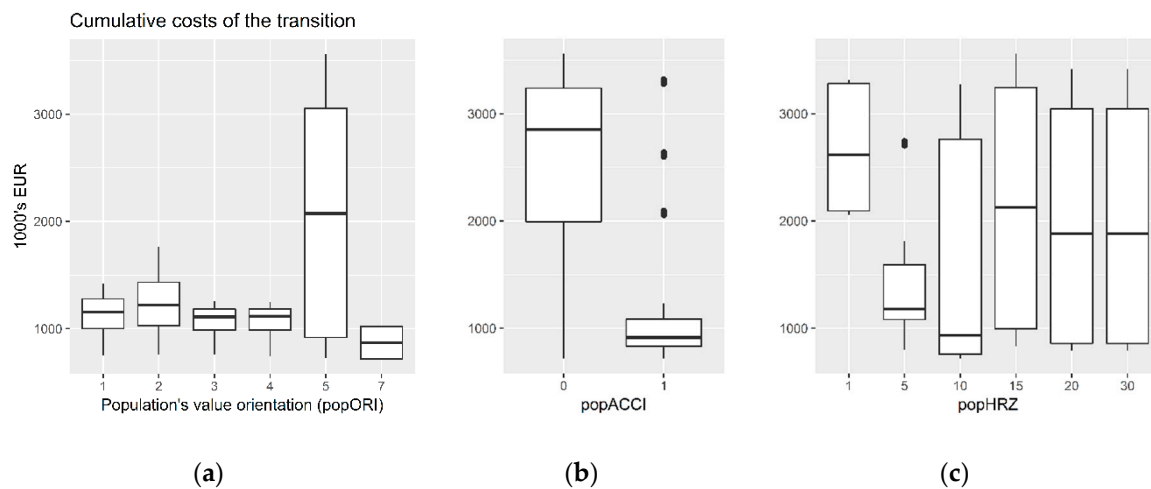 Cumulative costs of the transition
1000's EUR
3000
2000
1000
1 2 3 4 5 7
Population's value orientation (popORI)
(a)
3000
2000
1000
0 1
popACCI
(b)
3000
2000
1000
1 5 10 15 20 30
popHRZ
(c)